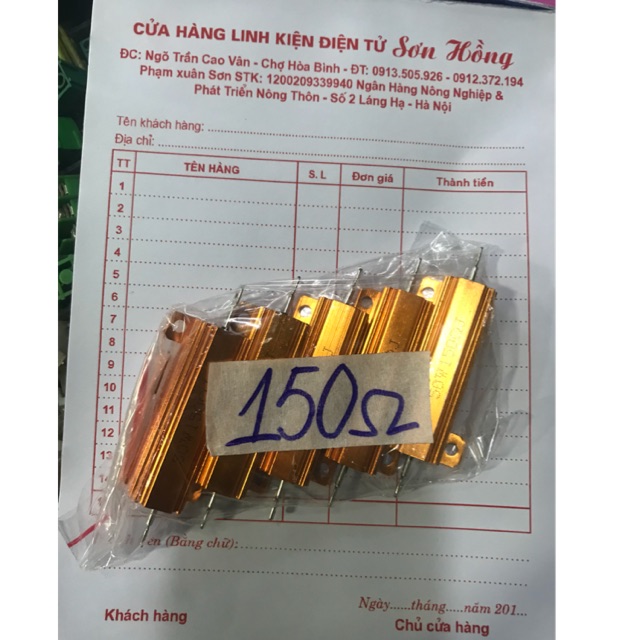 CỬA HÀNG LINH KIỆN ĐIỆN TỬ Sơn Hồng
ĐC: Ngõ Trần Cao Vân - Chợ Hòa Bình - ĐT: 0913.505.926 - 0912.372.194
Phạm xuân Sơn STK: 1200209339940 Ngân Hàng Nông Nghiệp &
Phát Triển Nông Thôn - Số 2 Láng Hạ - Hà Nội
Tên khách hàng:
Địa chỉ:
TT TÊN HÀNG S.L Đơn giá Thành tiền
1
2
3
4
5
6
7
8
9
10
11
12
13
14
150Ω
(Bằng chữ):
Ngày......tháng.....năm 201...
Khách hàng Chủ cửa hàng